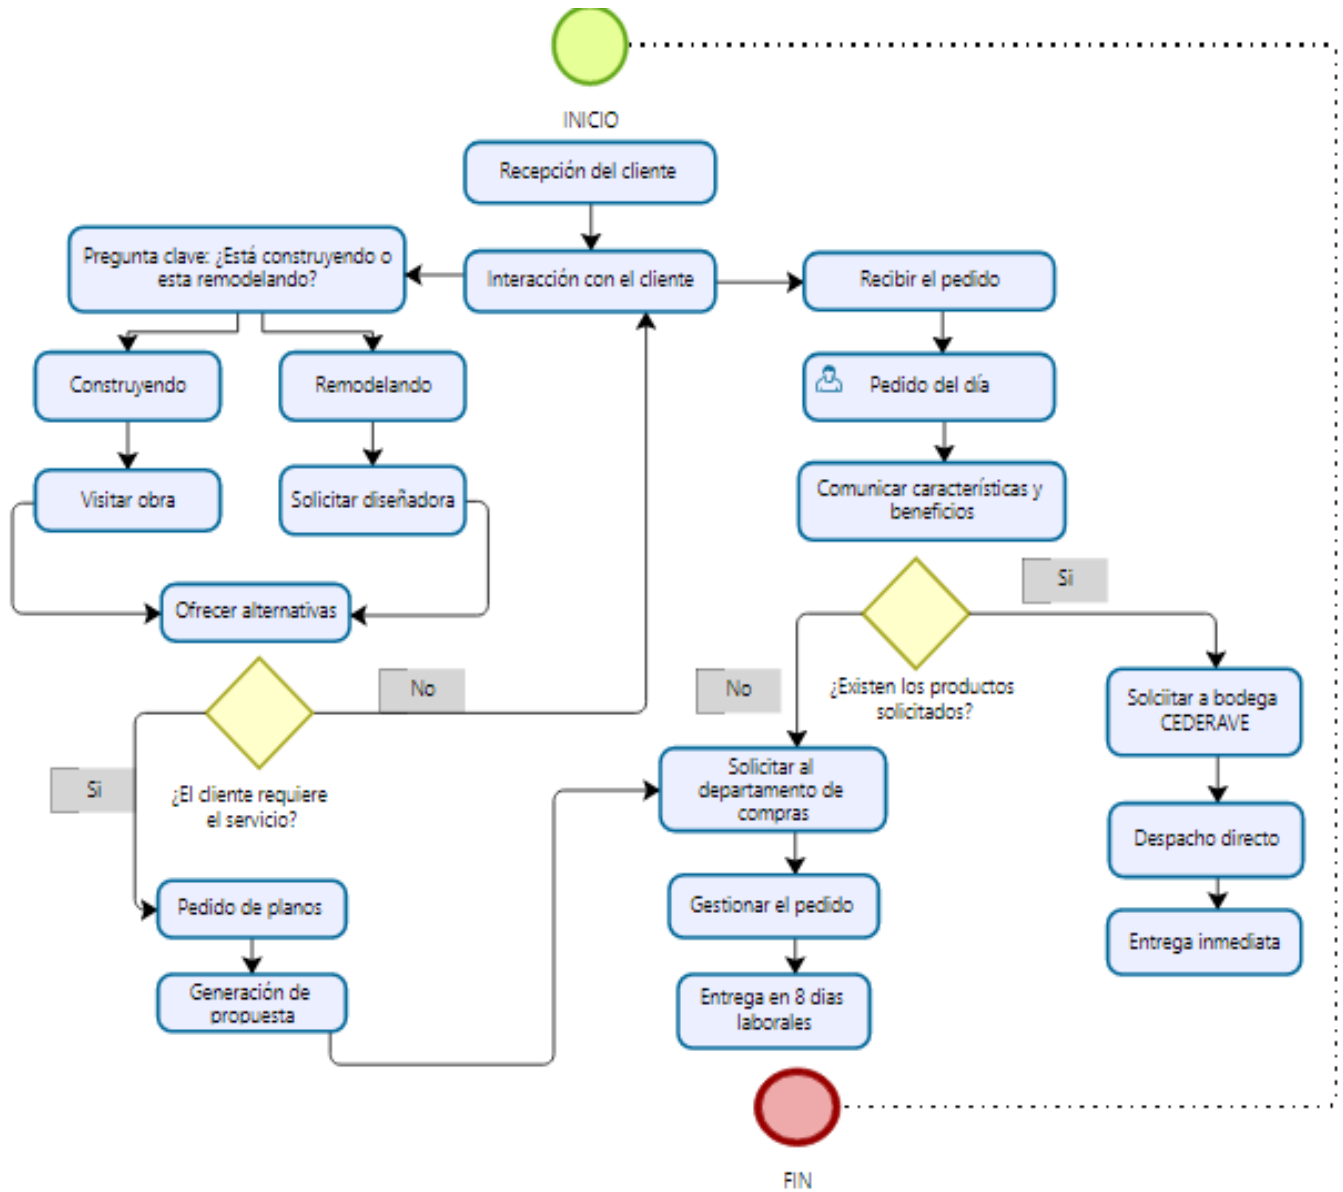 INICIO
Recepción del cliente
Pregunta clave: ¿Está construyendo o
esta remodelando?
Interacción con el cliente
Recibir el pedido
Construyendo
Remodelando
Pedido del día
Visitar obra
Solicitar diseñadora
Comunicar características y
beneficios
Ofrecer alternativas
Si
No
No
¿Existen los productos
solicitados?
Solciitar a bodega
CEDERAVE
Si
¿El cliente requiere
el servicio?
Solicitar al
departamento de
compras
Despacho directo
Pedido de planos
Gestionar el pedido
Entrega inmediata
Generación de
propuesta
Entrega en 8 dias
laborales
FIN